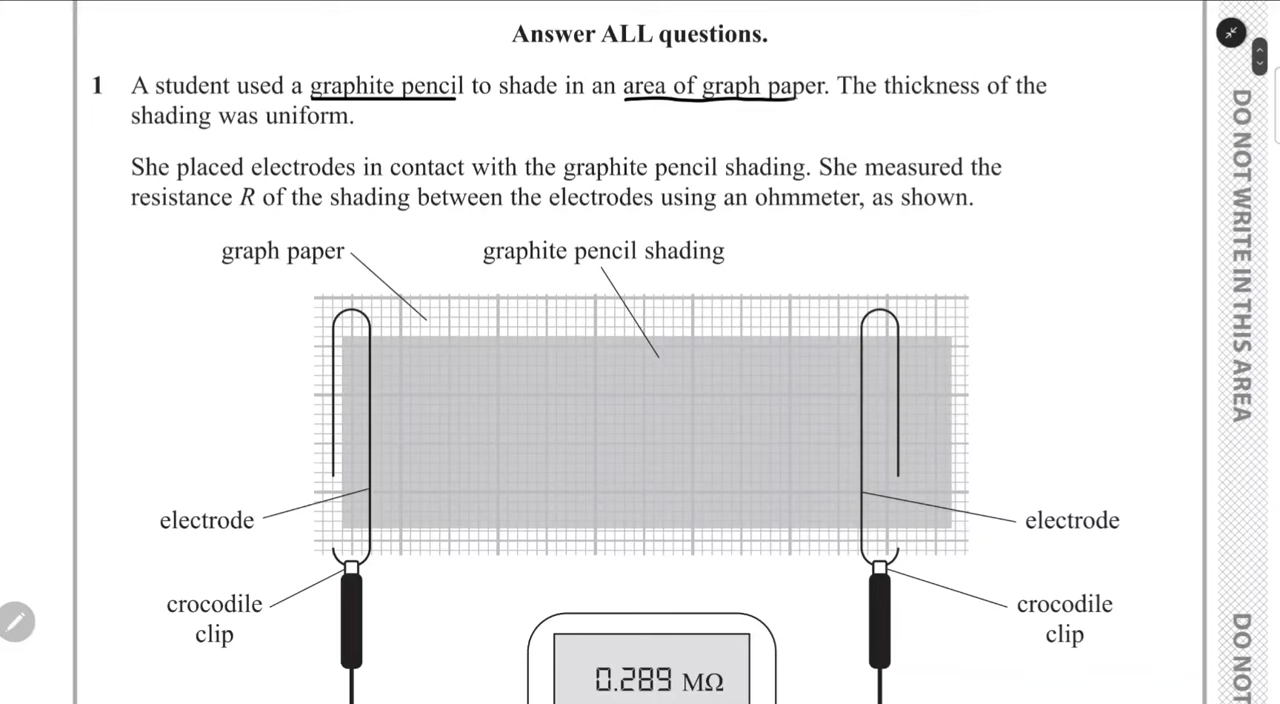 Answer ALL questions.
1 A student used a graphite pencil to shade in an area of graph paper. The thickness of the
shading was uniform.
She placed electrodes in contact with the graphite pencil shading. She measured the
resistance R of the shading between the electrodes using an ohmmeter, as shown.
graph paper
graphite pencil shading
electrode
electrode
crocodile
clip
crocodile
clip
0.289 MΩ
DO NOT WRITE IN THIS AREA
DO NOT